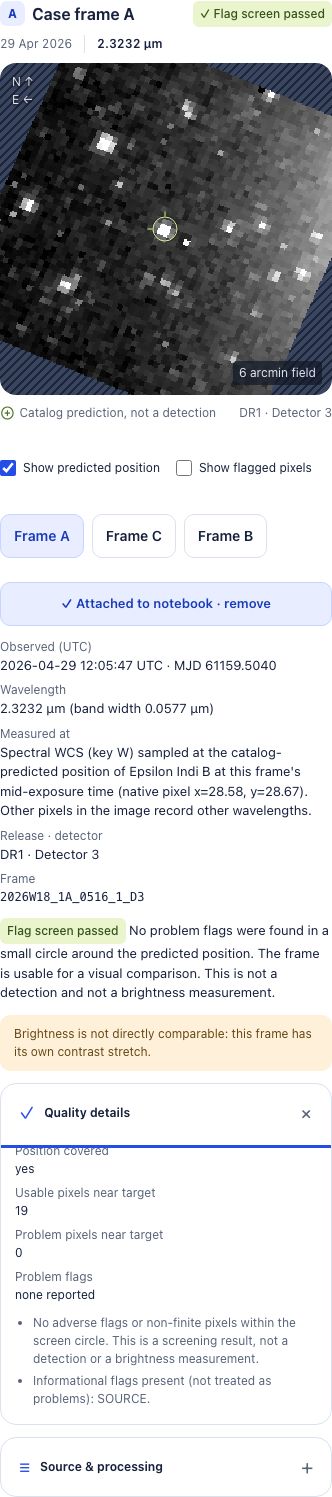 A Case frame A ✓ Flag screen passed
29 Apr 2026 2.3232 µm
N ↑
E ←
6 arcmin field
Catalog prediction, not a detection DR1 · Detector 3
Show predicted position Show flagged pixels
Frame A Frame C Frame B
✓ Attached to notebook · remove
Observed (UTC)
2026-04-29 12:05:47 UTC · MJD 61159.5040
Wavelength
2.3232 µm (band width 0.0577 µm)
Measured at
Spectral WCS (key W) sampled at the catalog-
predicted position of Epsilon Indi B at this frame's
mid-exposure time (native pixel x=28.58, y=28.67).
Other pixels in the image record other wavelengths.
Release · detector
DR1 · Detector 3
Frame
2026W18_1A_0516_1_D3
Flag screen passed No problem flags were found in a
small circle around the predicted position. The frame
is usable for a visual comparison. This is not a
detection and not a brightness measurement.
Brightness is not directly comparable: this frame has
its own contrast stretch.
✓ Quality details ×
Position covered
yes
Usable pixels near target
19
Problem pixels near target
0
Problem flags
none reported
• No adverse flags or non-finite pixels within the
screen circle. This is a screening result, not a
detection or a brightness measurement.
• Informational flags present (not treated as
problems): SOURCE.
≡ Source & processing +